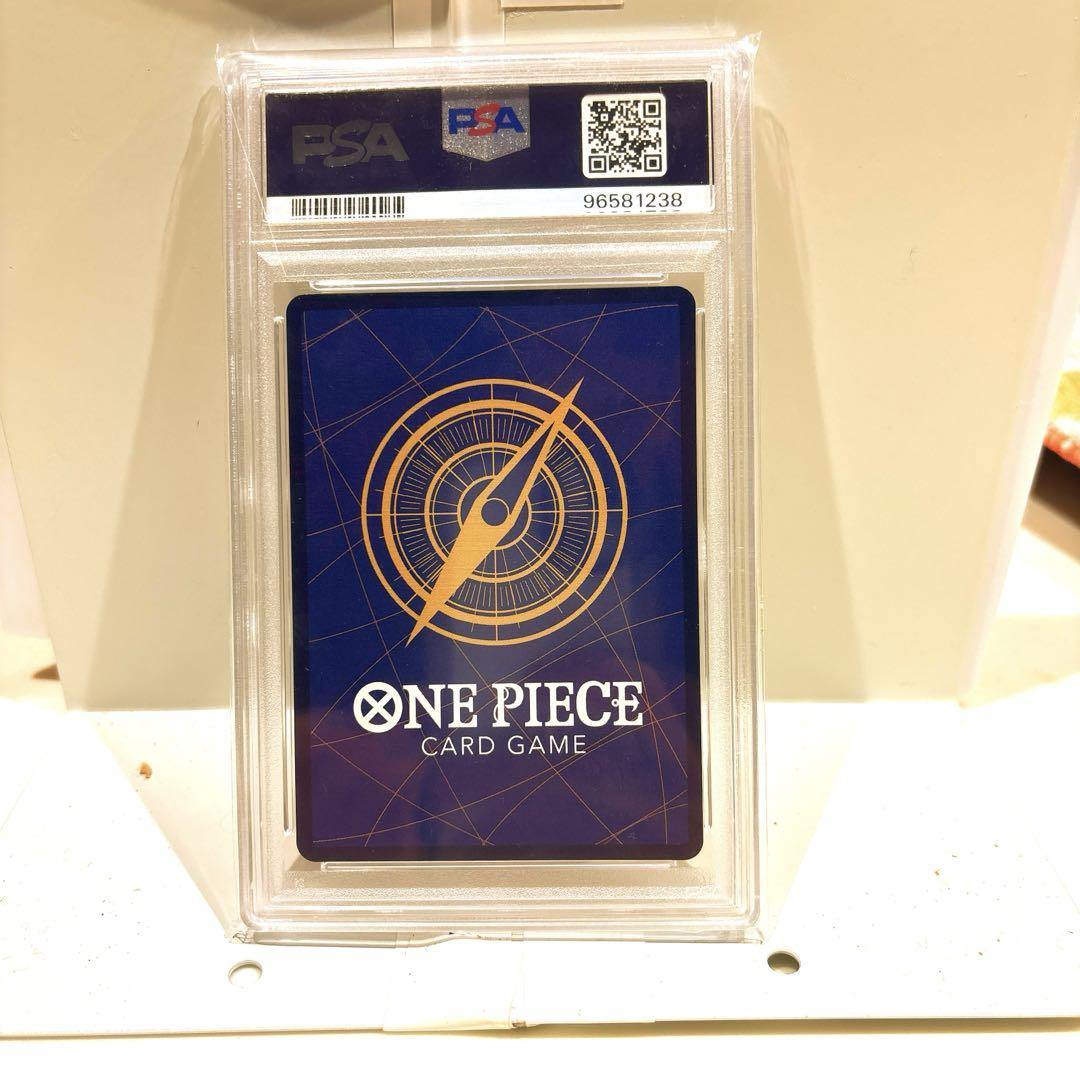 PSA
PSA
96581238
ONE PIECE
CARD GAME